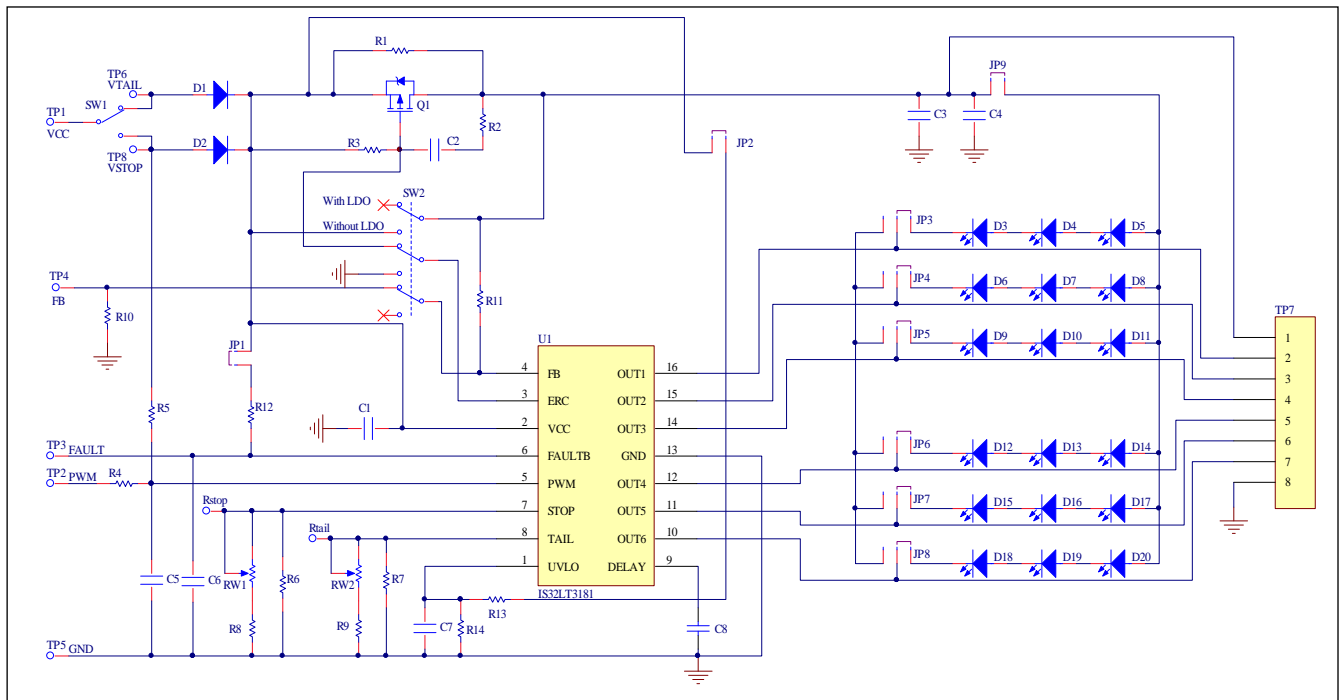 R1
JP9
TP6
VTAIL
D1
Q1
SW1
TP1
VCC
C3
C4
R2
C2
D2
R3
TP8
VSTOP
JP2
SW2
With LDO
Without LDO
JP3
D3
D4
D5
TP4
FB
JP4
D6
D7
D8
R11
R10
TP7
JP5
D9
D10
D11
1
2
3
4
5
6
7
8
JP1
U1
4 FB OUT1 16
3 ERC OUT2 15
2 VCC OUT3 14
6 FAULTB GND 13
5 PWM OUT4 12
7 STOP OUT5 11
8 TAIL OUT6 10
1 UVLO DELAY 9
IS32LT3181
R5
R12
C1
TP3 FAULT
TP2 PWM
R4
JP6
D12
D13
D14
Rstop
JP7
D15
D16
D17
Rtail
JP8
D18
D19
D20
C5
C6
RW1
R6
RW2
R7
R8
R9
C7
R13
R14
C8
TP5 GND